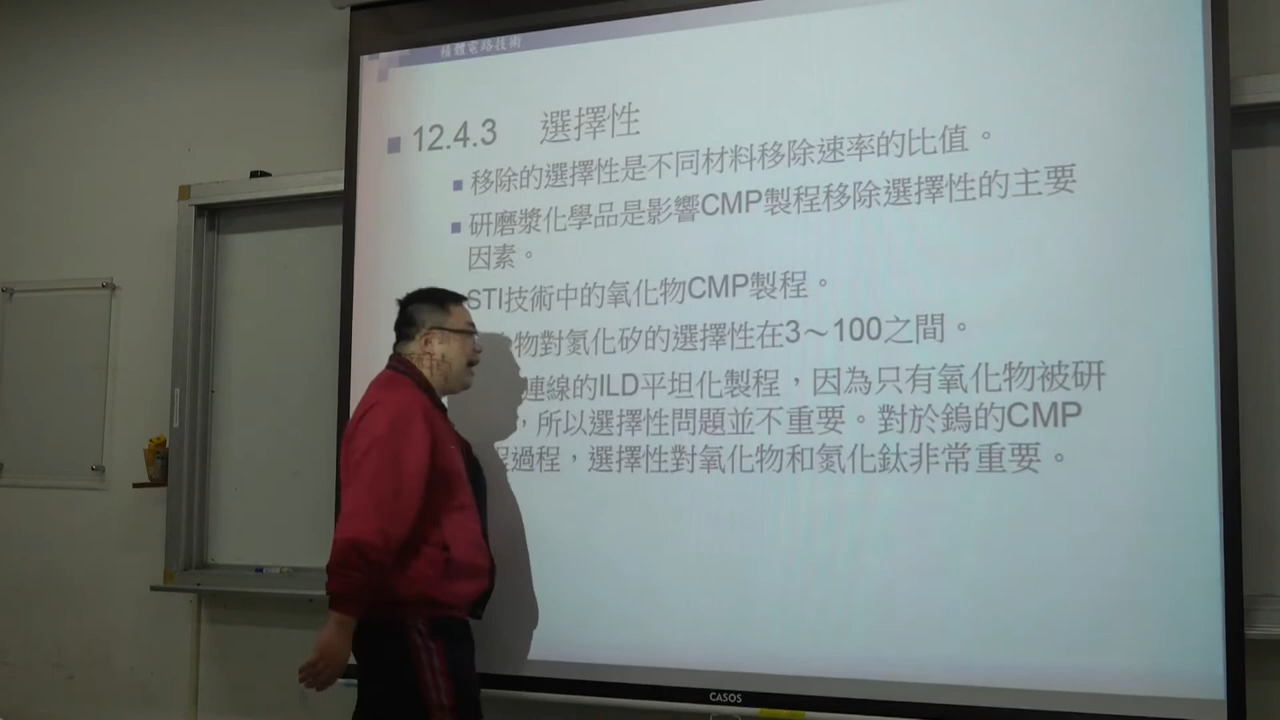 積體電路技術
12.4.3 選擇性
移除的選擇性是不同材料移除速率的比值。
研磨漿化學品是影響CMP製程移除選擇性的主要
因素。
STI技術中的氧化物CMP製程。
物對氮化矽的選擇性在3～100之間。
連線的ILD平坦化製程，因為只有氧化物被研
，所以選擇性問題並不重要。對於鎢的CMP
過程，選擇性對氧化物和氮化鈦非常重要。
CASOS